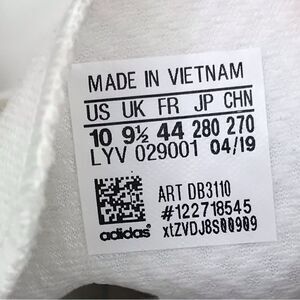 MADE IN VIETNAM
US UK FR JP CHN
10 9½ 44 280 270
LYV 029001 04/19
ART DB3110
#122718545
adidas xtZVDJ8S00909